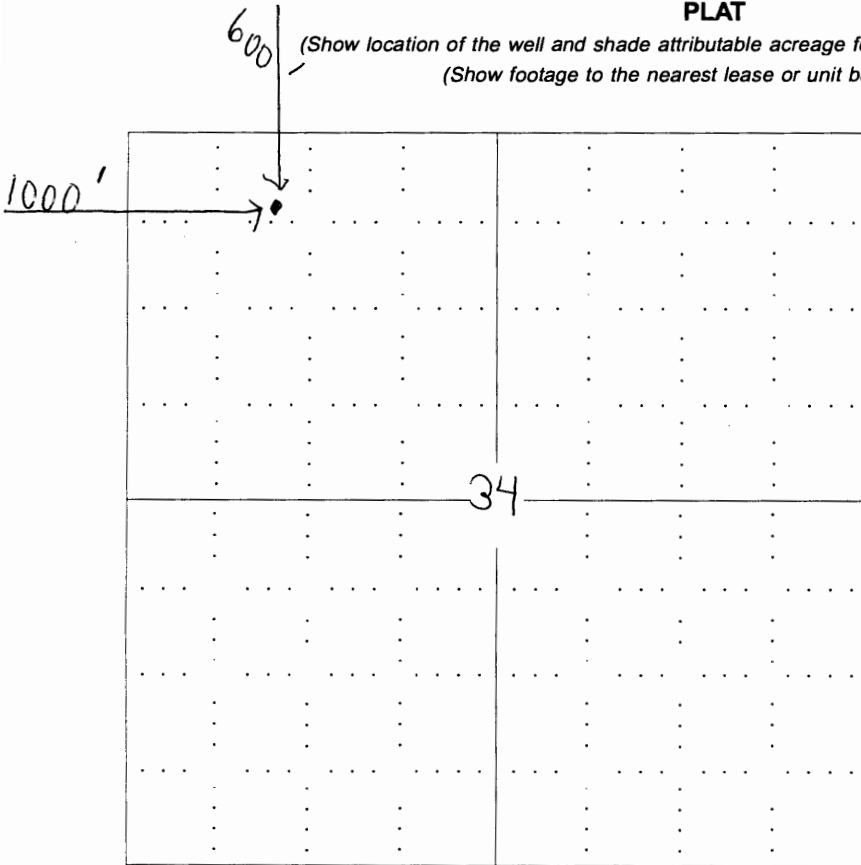 PLAT
600'
(Show location of the well and shade attributable acreage f
(Show footage to the nearest lease or unit b
1000'
34